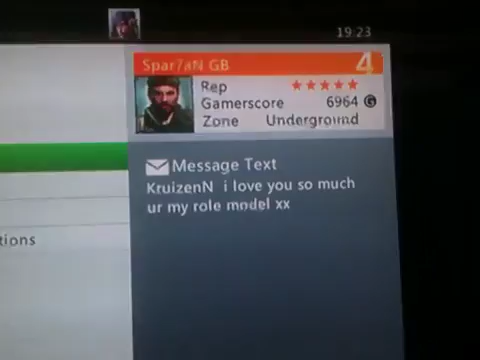 19:23
Spar7aN GB
4
Rep
Gamerscore 6964 G
Zone Underground
Message Text
KruizenN i love you so much
ur my role model xx
tions